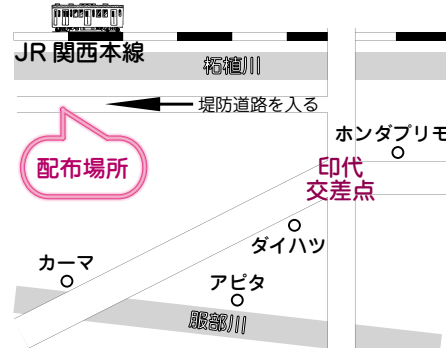 JR 関西本線
柘植川
堤防道路を入る
ホンダプリモ
配布場所
印代
交差点
ダイハツ
カーマ
アピタ
服部川